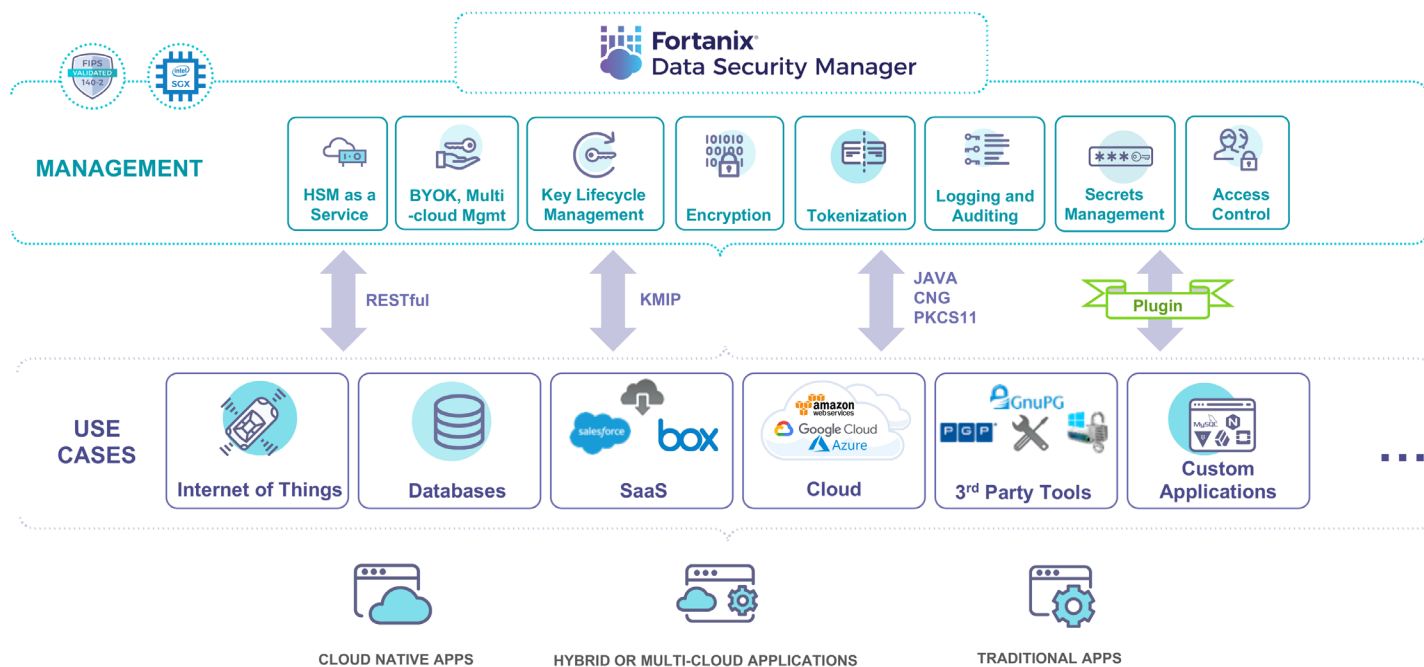 Fortanix®
Data Security Manager
FIPS
VALIDATED
140-2
intel
SGX
MANAGEMENT
HSM as a
Service
BYOK, Multi
-cloud Mgmt
Key Lifecycle
Management
101010
Encryption
Tokenization
Logging and
Auditing
***
Secrets
Management
Access
Control
RESTful
KMIP
JAVA
CNG
PKCS11
Plugin
USE
CASES
Internet of Things
Databases
salesforce
box
SaaS
amazon
webservices
Google Cloud
Azure
Cloud
GnuPG
PGP
3rd Party Tools
MySQL
N
Custom
Applications
...
CLOUD NATIVE APPS
HYBRID OR MULTI-CLOUD APPLICATIONS
TRADITIONAL APPS